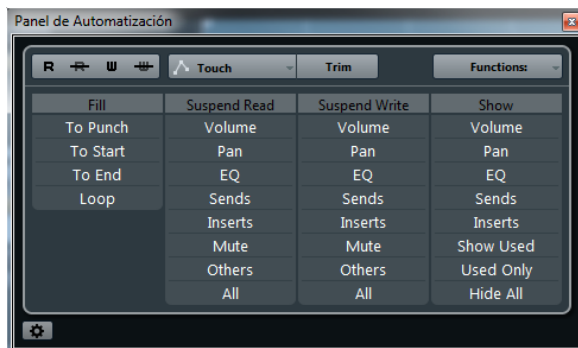 Panel de Automatización
R R W W Touch Trim Functions:
Fill Suspend Read Suspend Write Show
To Punch Volume Volume Volume
To Start Pan Pan Pan
To End EQ EQ EQ
Loop Sends Sends Sends
Inserts Inserts Inserts
Mute Mute Show Used
Others Others Used Only
All All Hide All